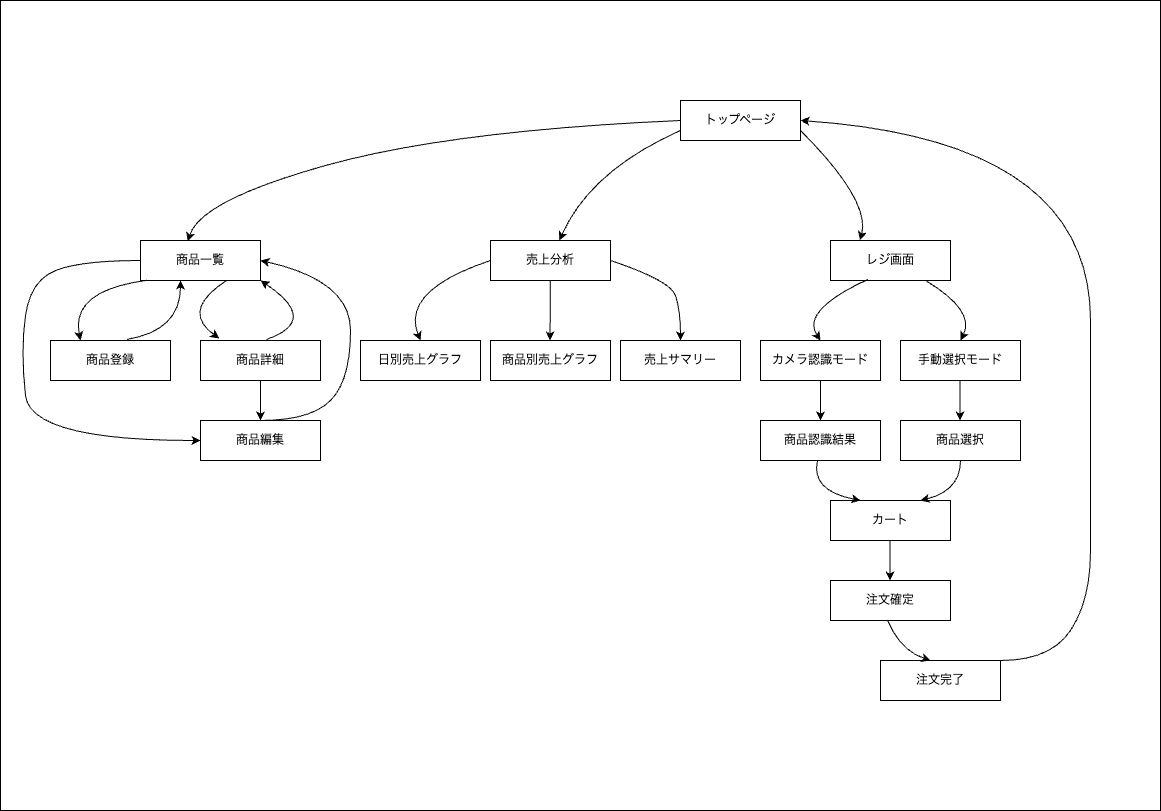 トップページ
商品一覧
売上分析
レジ画面
商品登録
商品詳細
日別売上グラフ
商品別売上グラフ
売上サマリー
カメラ認識モード
手動選択モード
商品編集
商品認識結果
商品選択
カート
注文確定
注文完了